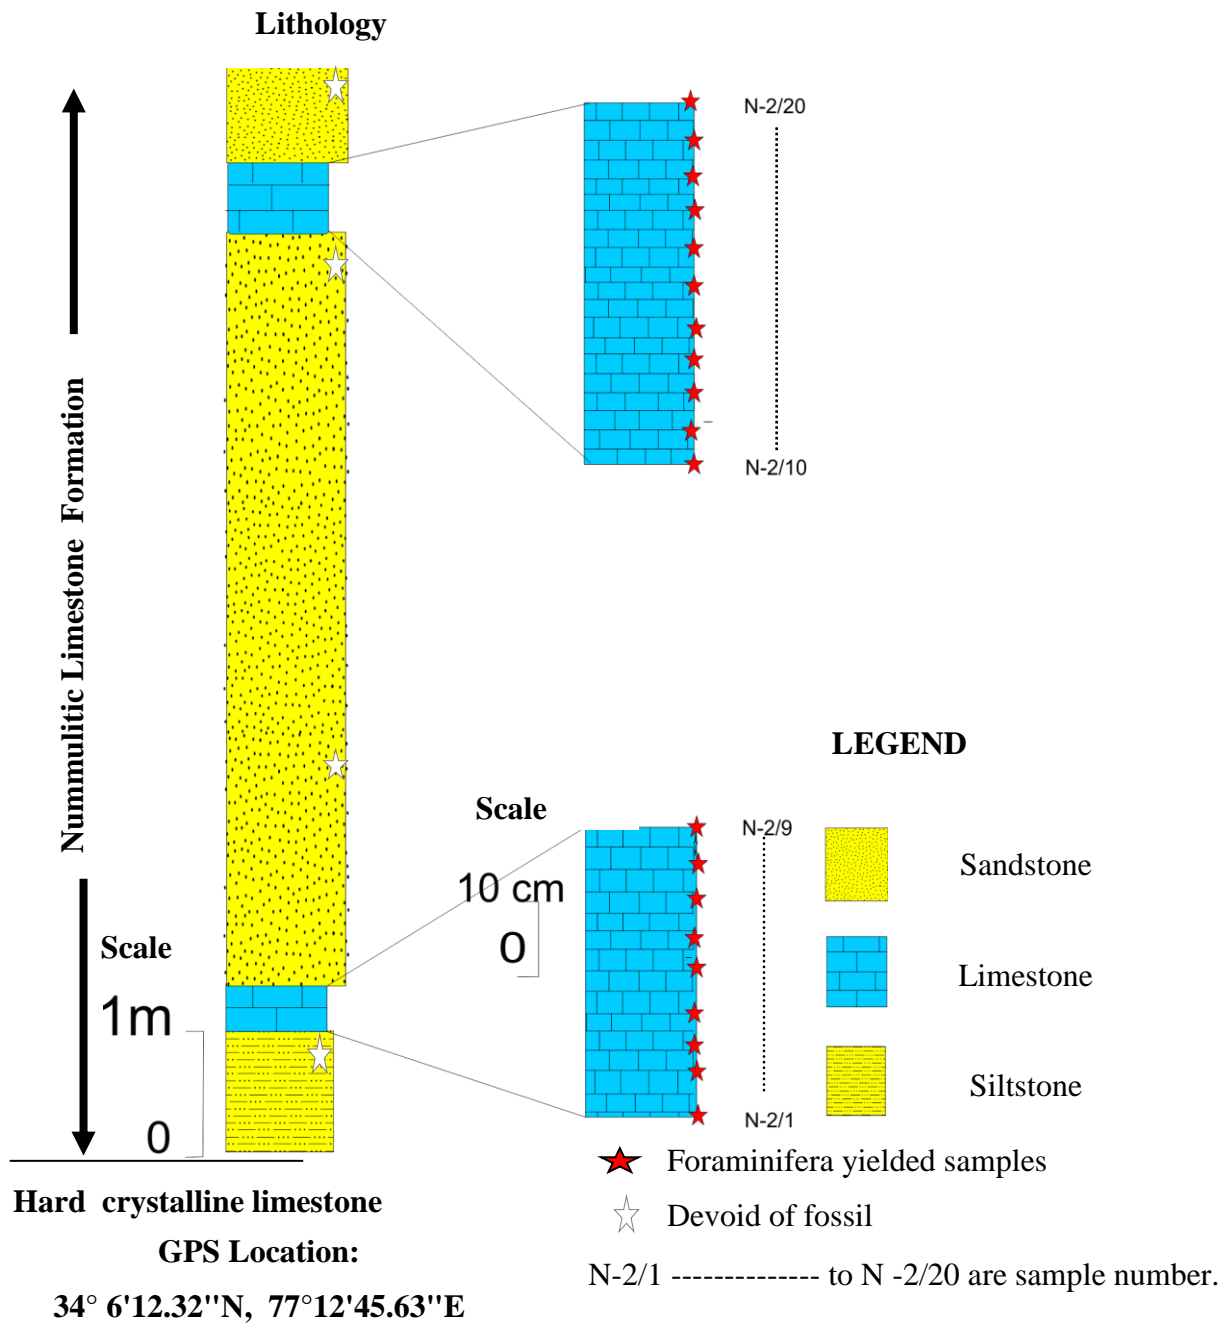 Lithology
N-2/20
N-2/10
Nummulitic Limestone  Formation
LEGEND
Scale
N-2/9
Sandstone
10 cm
0
Scale
Limestone
1m
Siltstone
N-2/1
0
Foraminifera yielded samples
Hard  crystalline limestone
Devoid of fossil
GPS Location:
N-2/1 -------------- to N -2/20 are sample number.
34° 6'12.32"N,  77°12'45.63"E